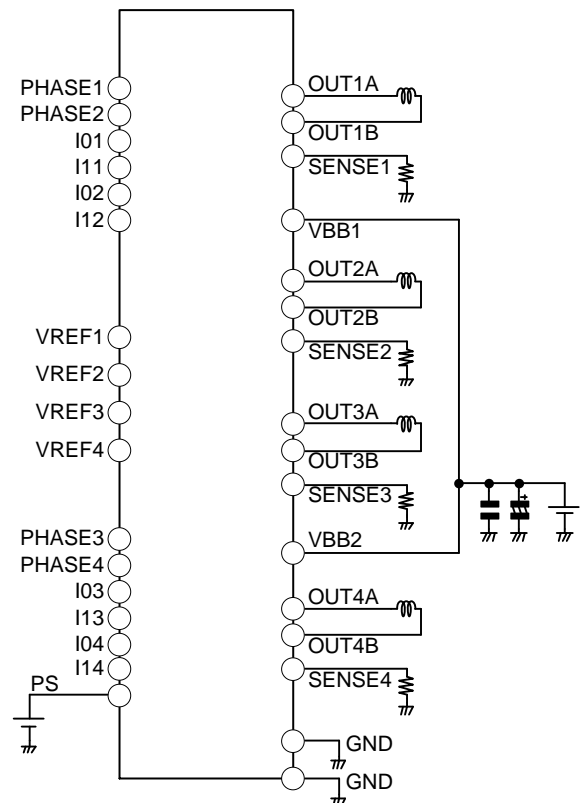 PHASE1
PHASE2
I01
I11
I02
I12
VREF1
VREF2
VREF3
VREF4
PHASE3
PHASE4
I03
I13
I04
I14
PS
OUT1A
OUT1B
SENSE1
VBB1
OUT2A
OUT2B
SENSE2
OUT3A
OUT3B
SENSE3
VBB2
OUT4A
OUT4B
SENSE4
GND
GND
+